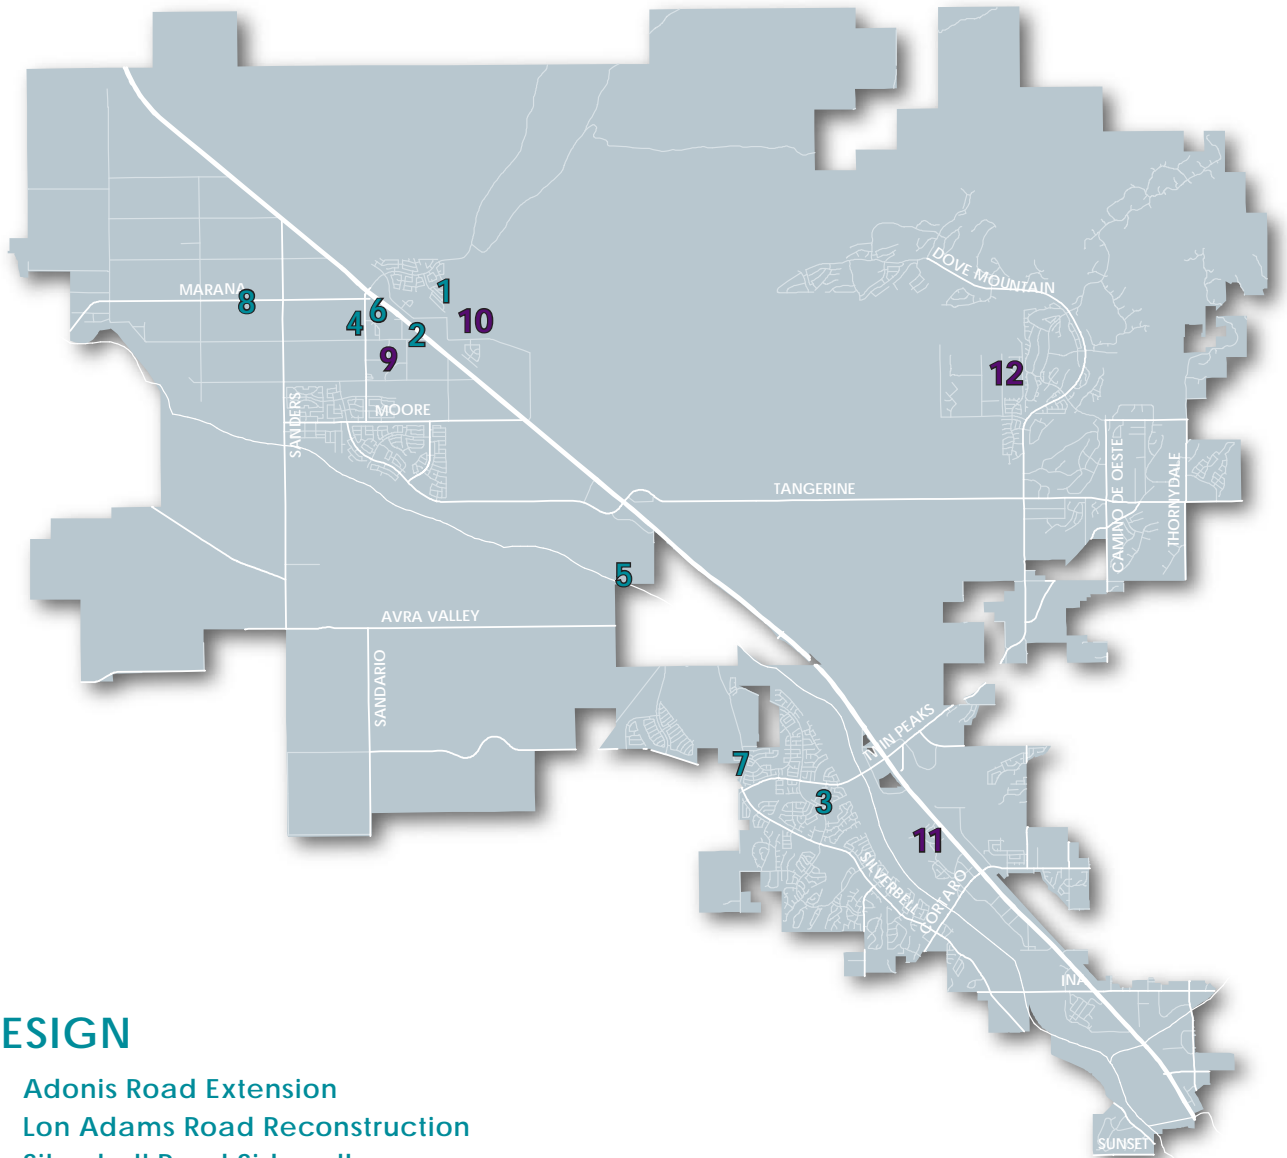 DOVE MOUNTAIN
MARANA
1
8
6
10
4
2
9
12
SANDERS
MOORE
CAMINO DE OESTE
THORNYDALE
TANGERINE
5
AVRA VALLEY
SANDARIO
TWIN PEAKS
7
3
11
SILVERBELL
CORTARO
INA
ESIGN
Adonis Road Extension
Lon Adams Road Reconstruction
SUNSET